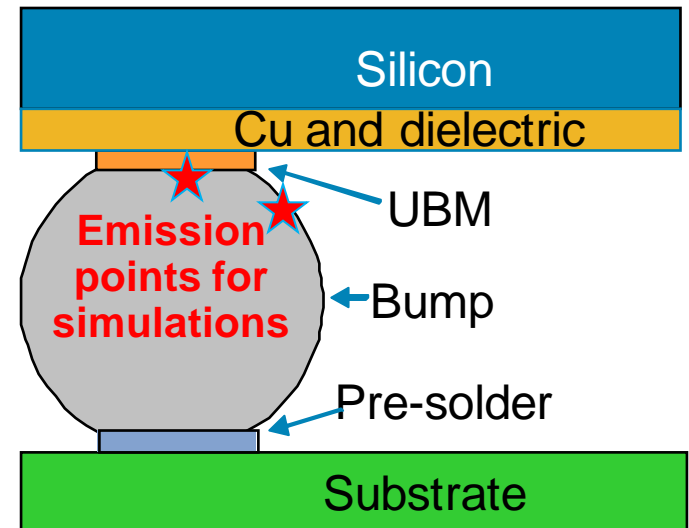 Silicon
Cu and dielectric
UBM
Emission
points for
simulations
Bump
Pre-solder
Substrate